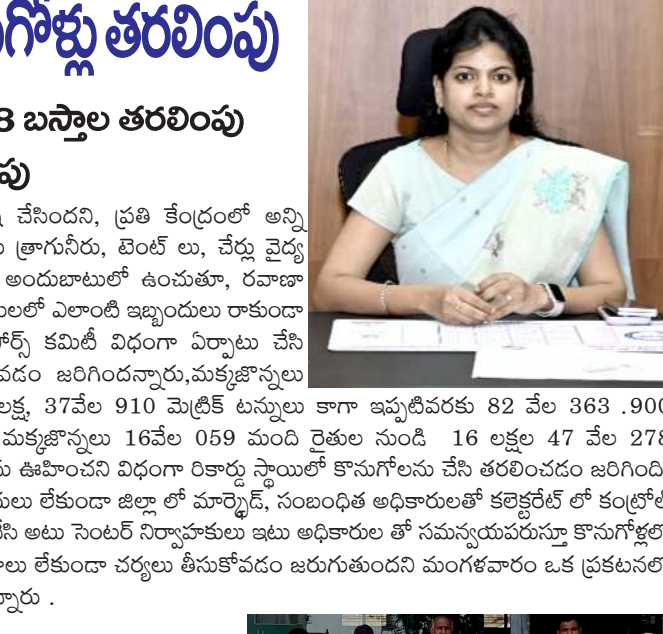 గోళ్లు తరలింపు
8 బస్తాల తరలింపు
పు
చేసిందని, ప్రతి కేంద్రంలో అన్ని
త్రాగునీరు, టెంట్ లు, చేర్లు వైద్య
అందుబాటులో ఉంచుతూ, రవాణా
లలో ఎలాంటి ఇబ్బందులు రాకుండా
ఫోర్స్ కమిటీ విధంగా ఏర్పాటు చేసి
వడం జరిగిందన్నారు,మక్కజొన్నలు
లక్ష, 37వేల 910 మెట్రిక్ టన్నులు కాగా ఇప్పటివరకు 82 వేల 363 .900
మక్కజొన్నలు 16వేల 059 మంది రైతుల నుండి 16 లక్షల 47 వేల 278
ఊహించని విధంగా రికార్డు స్థాయిలో కొనుగోలను చేసి తరలించడం జరిగింది
లు లేకుండా జిల్లా లో మార్క్ఫెడ్, సంబంధిత అధికారులతో కలెక్టరేట్ లో కంట్రోల్
సి అటు సెంటర్ నిర్వాహకులు ఇటు అధికారుల తో సమన్వయపరుస్తూ కొనుగోళ్లలో
లు లేకుండా చర్యలు తీసుకోవడం జరుగుతుందని మంగళవారం ఒక ప్రకటనలో
న్నారు .